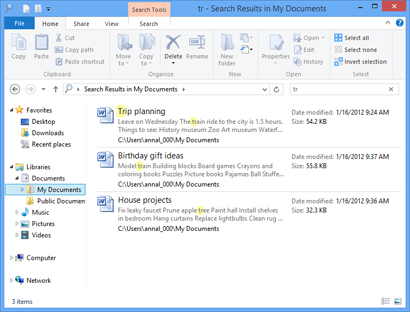 Search Tools
tr - Search Results in My Documents
File
Home
Share
View
Search
Copy
Paste
Cut
Copy path
Paste shortcut
Clipboard
Move to
Copy to
Delete
Rename
Organize
New folder
New
Properties
Open
Edit
History
Open
Select all
Select none
Invert selection
Select
Search Results in My Documents
tr
Favorites
Desktop
Downloads
Recent places
Libraries
Documents
My Documents
Public Documen
Music
Pictures
Videos
Computer
Network
Trip planning
Leave on Wednesday The train ride to the city is 1.5 hours.
Things to see: History museum Zoo Art museum Waterf...
C:\Users\annal_000\My Documents
Date modified: 1/16/2012 9:24 AM
Size: 54.2 KB
Birthday gift ideas
Model train Building blocks Board games Crayons and
coloring books Puzzles Picture books Pajamas Ball Stuffe...
C:\Users\annal_000\My Documents
Date modified: 1/16/2012 9:37 AM
Size: 55.8 KB
House projects
Fix leaky faucet Prune apple tree Paint hall Install shelves
in bedroom Hang curtains Replace lightbulbs Clean rug ...
C:\Users\annal_000\My Documents
Date modified: 1/16/2012 9:36 AM
Size: 32.3 KB
3 items